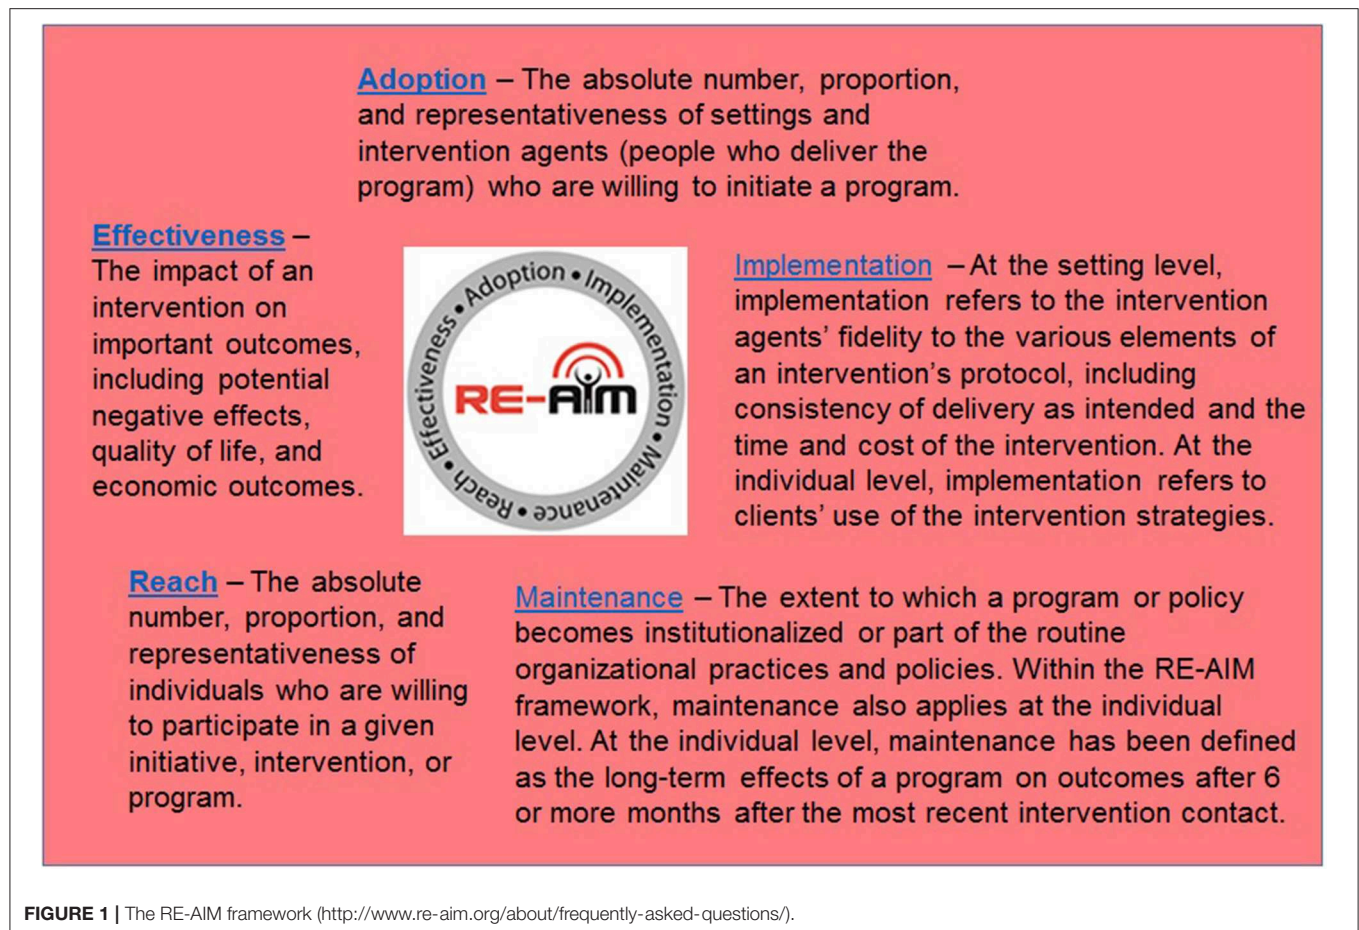 Adoption – The absolute number, proportion,
and representativeness of settings and
intervention agents (people who deliver the
program) who are willing to initiate a program.
Effectiveness –
The impact of an
intervention on
important outcomes,
including potential
negative effects,
quality of life, and
economic outcomes.
Reach • Effectiveness • Adoption • Implementation • Maintenance •
RE-AIM
Implementation – At the setting level,
implementation refers to the intervention
agents’ fidelity to the various elements of
an intervention’s protocol, including
consistency of delivery as intended and the
time and cost of the intervention. At the
individual level, implementation refers to
clients’ use of the intervention strategies.
Reach – The absolute
number, proportion, and
representativeness of
individuals who are willing
to participate in a given
initiative, intervention, or
program.
Maintenance – The extent to which a program or policy
becomes institutionalized or part of the routine
organizational practices and policies. Within the RE-AIM
framework, maintenance also applies at the individual
level. At the individual level, maintenance has been defined
as the long-term effects of a program on outcomes after 6
or more months after the most recent intervention contact.
FIGURE 1 | The RE-AIM framework (http://www.re-aim.org/about/frequently-asked-questions/).